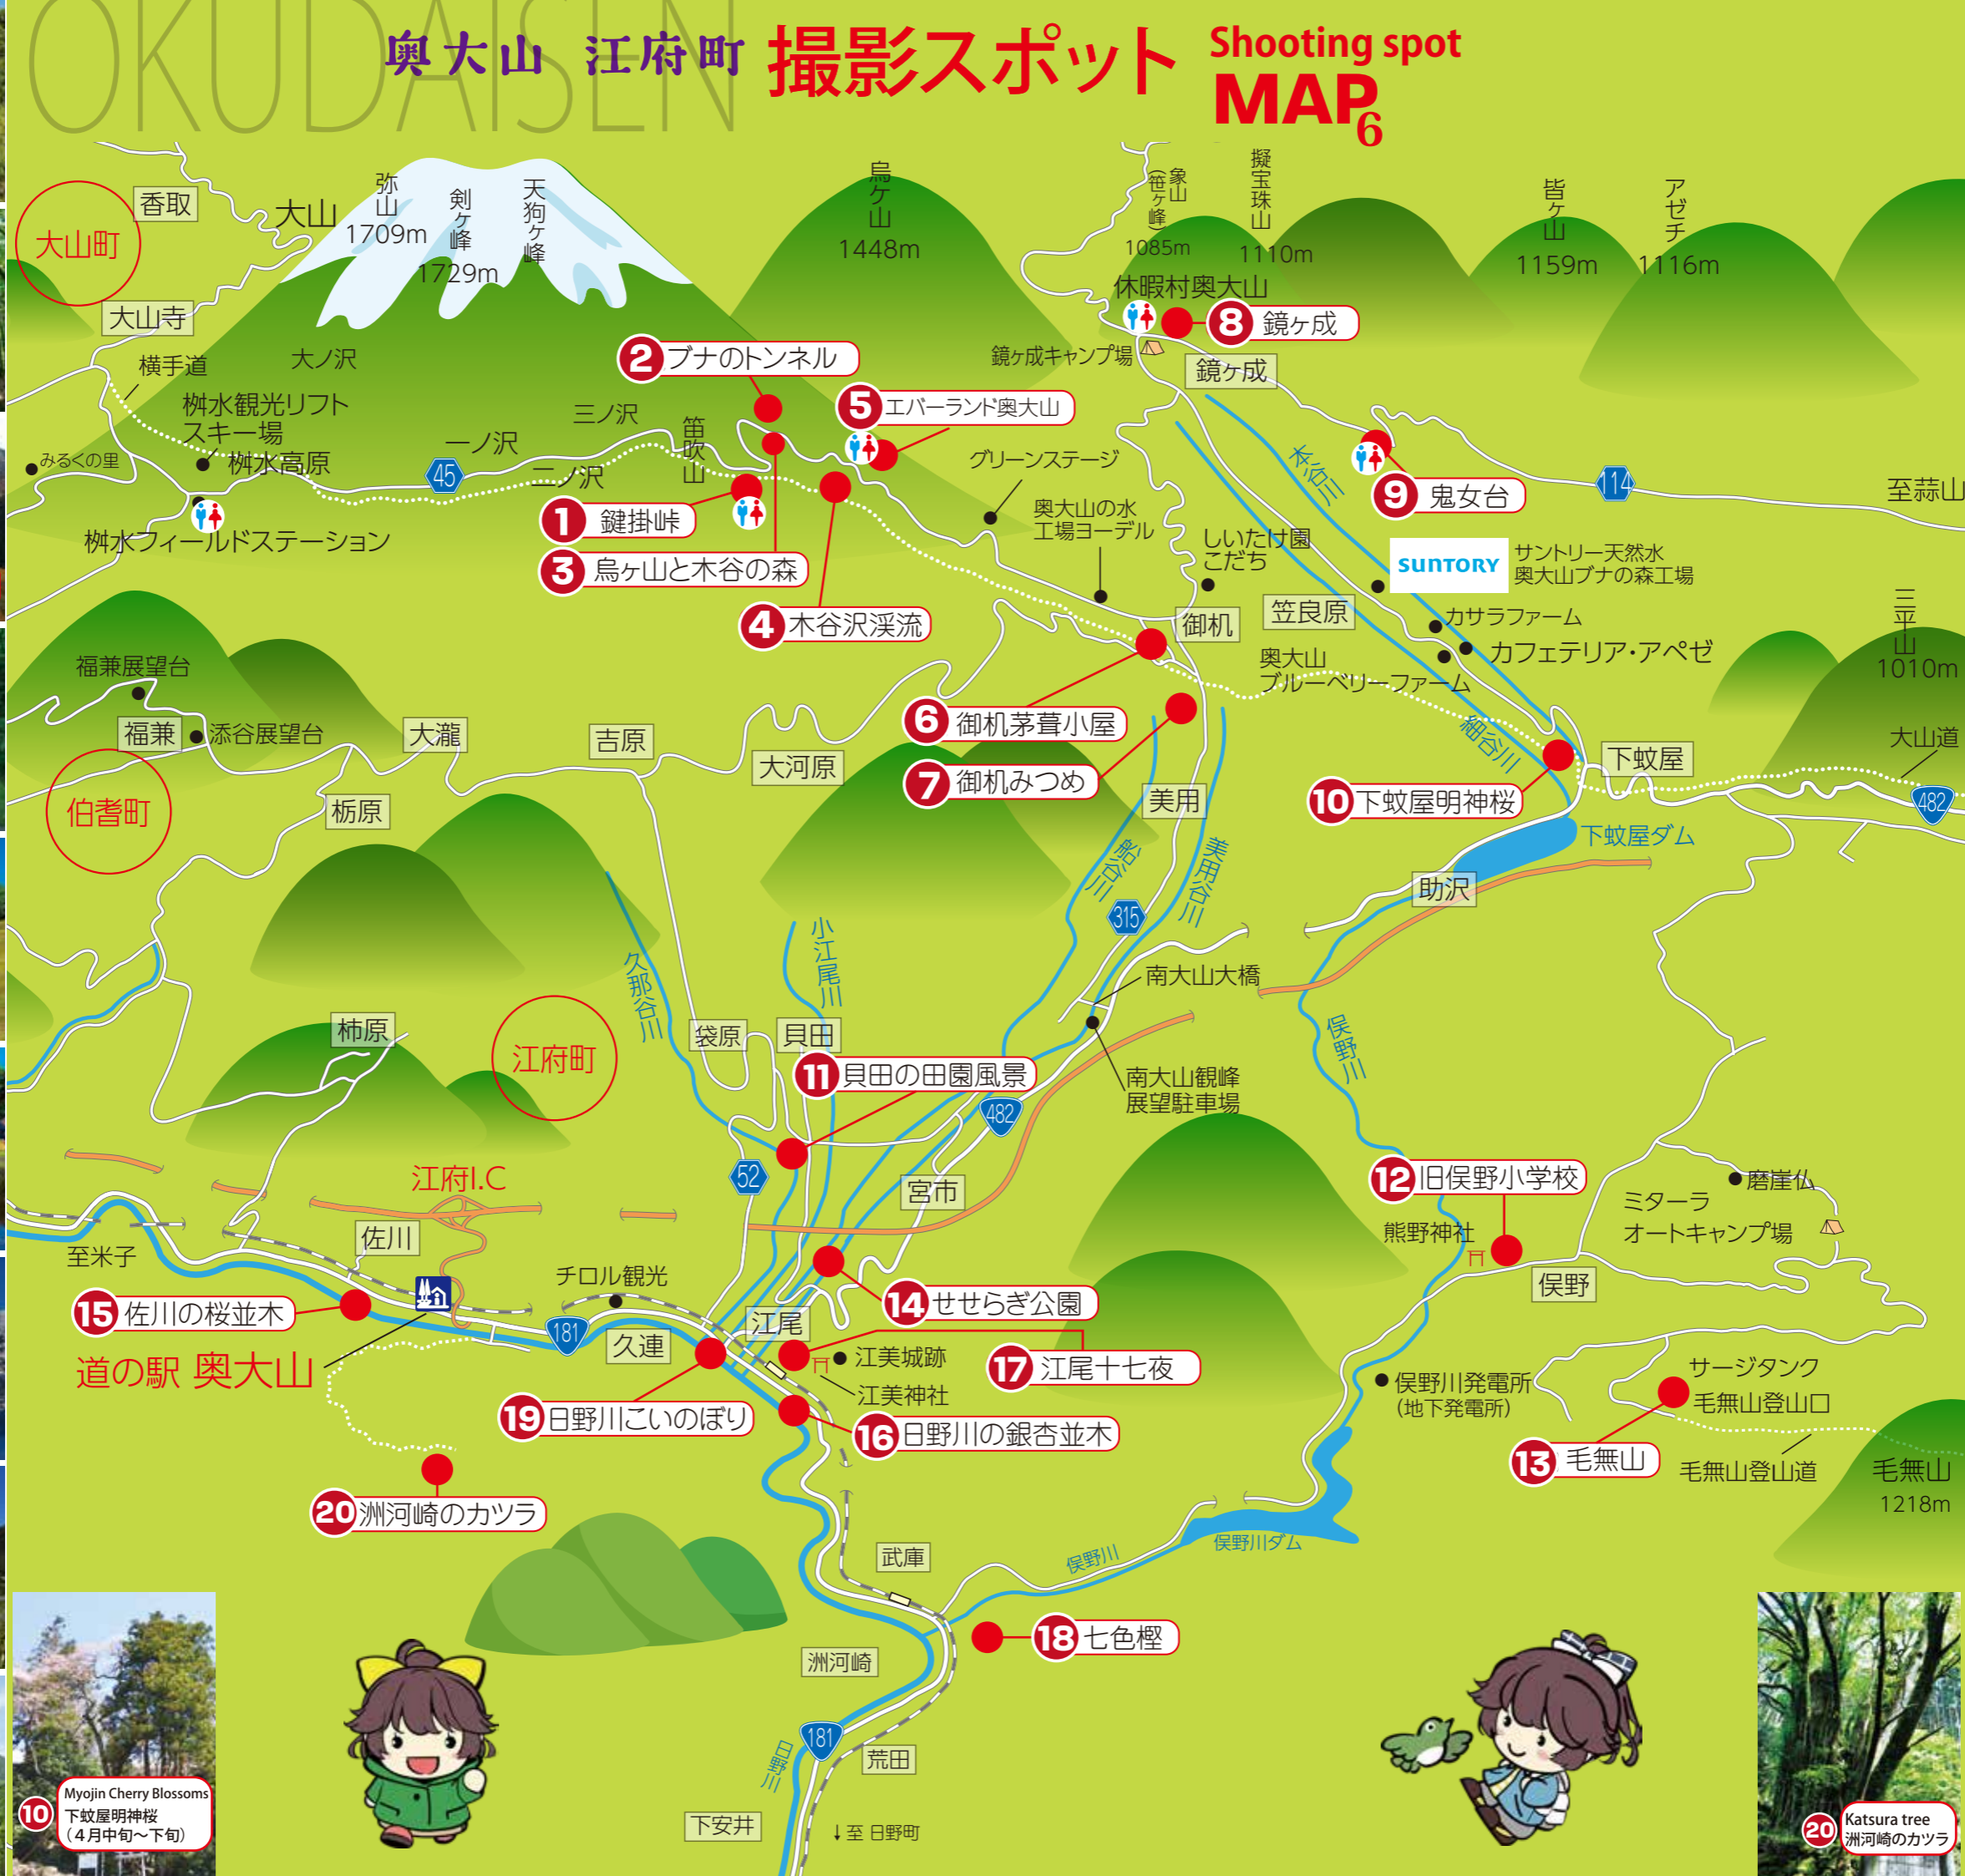 OKUDAISEN
奥大山 江府町 撮影スポット
Shooting spot
MAP6
香取
大山町
大山
弥山
1709m
剣ヶ峰
1729m
天狗ヶ峰
烏ケ山
1448m
象山
(笹ヶ峰)
1085m
擬宝珠山
1110m
皆ヶ山
1159m
アゼチ
1116m
休暇村奥大山
8 鏡ヶ成
鏡ヶ成キャンプ場
鏡ヶ成
大山寺
横手道
大ノ沢
桝水観光リフト
スキー場
桝水高原
みるくの里
一ノ沢
二ノ沢
三ノ沢
笛吹山
45
桝水フィールドステーション
2 ブナのトンネル
5 エバーランド奥大山
1 鍵掛峠
3 烏ヶ山と木谷の森
4 木谷沢渓流
グリーンステージ
奥大山の水
工場ヨーデル
しいたけ園
こだち
本谷川
9 鬼女台
114
至蒜山
SUNTORY
サントリー天然水
奥大山ブナの森工場
御机
笠良原
カサラファーム
カフェテリア・アペゼ
奥大山
ブルーベリーファーム
三平山
1010m
福兼展望台
福兼
添谷展望台
大瀧
吉原
大河原
6 御机茅葺小屋
7 御机みつめ
美用
細谷川
10 下蚊屋明神桜
下蚊屋
大山道
482
下蚊屋ダム
助沢
伯耆町
栃原
船谷川
美用谷川
315
久那谷川
小江尾川
南大山大橋
南大山観峰
展望駐車場
俣野川
柿原
江府町
袋原
貝田
11 貝田の田園風景
482
52
宮市
12 旧俣野小学校
熊野神社
磨崖仏
ミターラ
オートキャンプ場
俣野
江府I.C
佐川
至米子
チロル観光
14 せせらぎ公園
15 佐川の桜並木
道の駅 奥大山
181
久連
江尾
江美城跡
江美神社
17 江尾十七夜
19 日野川こいのぼり
16 日野川の銀杏並木
俣野川発電所
(地下発電所)
サージタンク
毛無山登山口
13 毛無山
毛無山登山道
毛無山
1218m
20 洲河崎のカツラ
武庫
俣野川
俣野川ダム
18 七色樫
洲河崎
181
日野川
荒田
下安井
↓至 日野町
10 Myojin Cherry Blossoms
下蚊屋明神桜
(4月中旬～下旬)
20 Katsura tree
洲河崎のカツラ